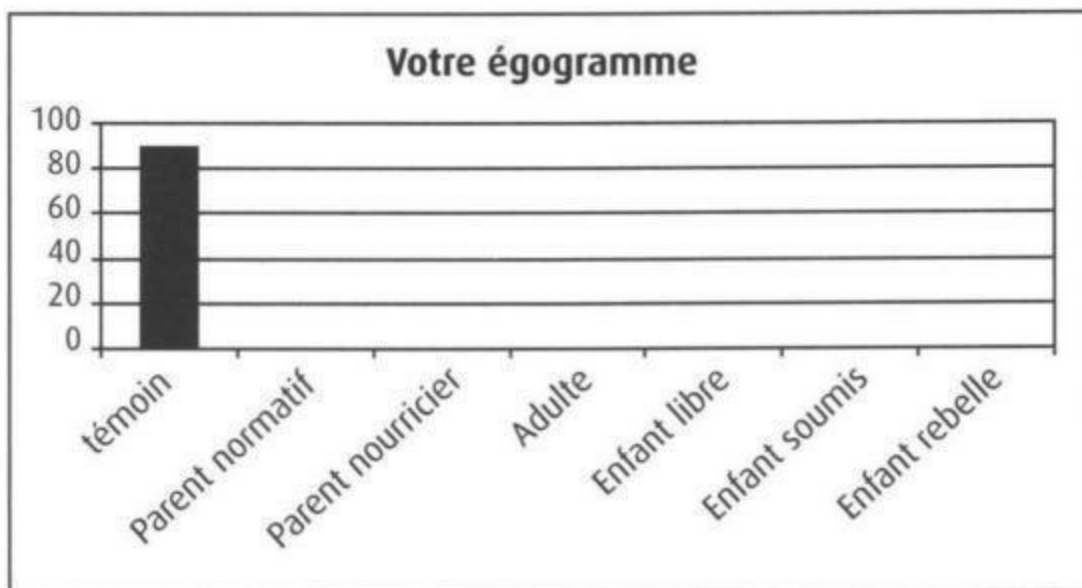 Votre égogramme
100
80
60
40
20
0
témoin
Parent normatif
Parent nourricier
Adulte
Enfant libre
Enfant soumis
Enfant rebelle